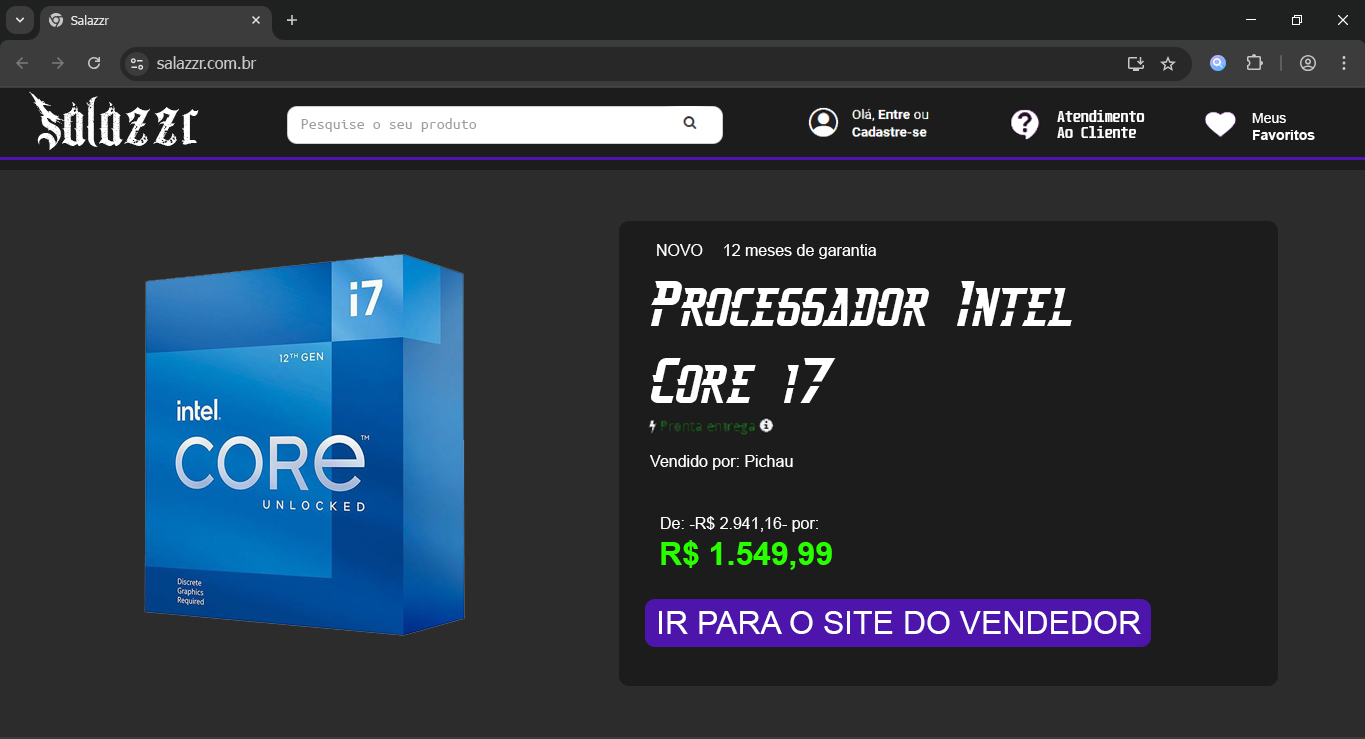 Salazzr
salazzr.com.br
Salazzr
Pesquise o seu produto
Olá, Entre ou
Cadastre-se
Atendimento
Ao Cliente
Meus
Favoritos
i7
12TH GEN
intel.
CORE™
UNLOCKED
Discrete
Graphics
Required
NOVO 12 meses de garantia
Processador Intel
Core i7
Pronta entrega
Vendido por: Pichau
De: -R$ 2.941,16- por:
R$ 1.549,99
IR PARA O SITE DO VENDEDOR